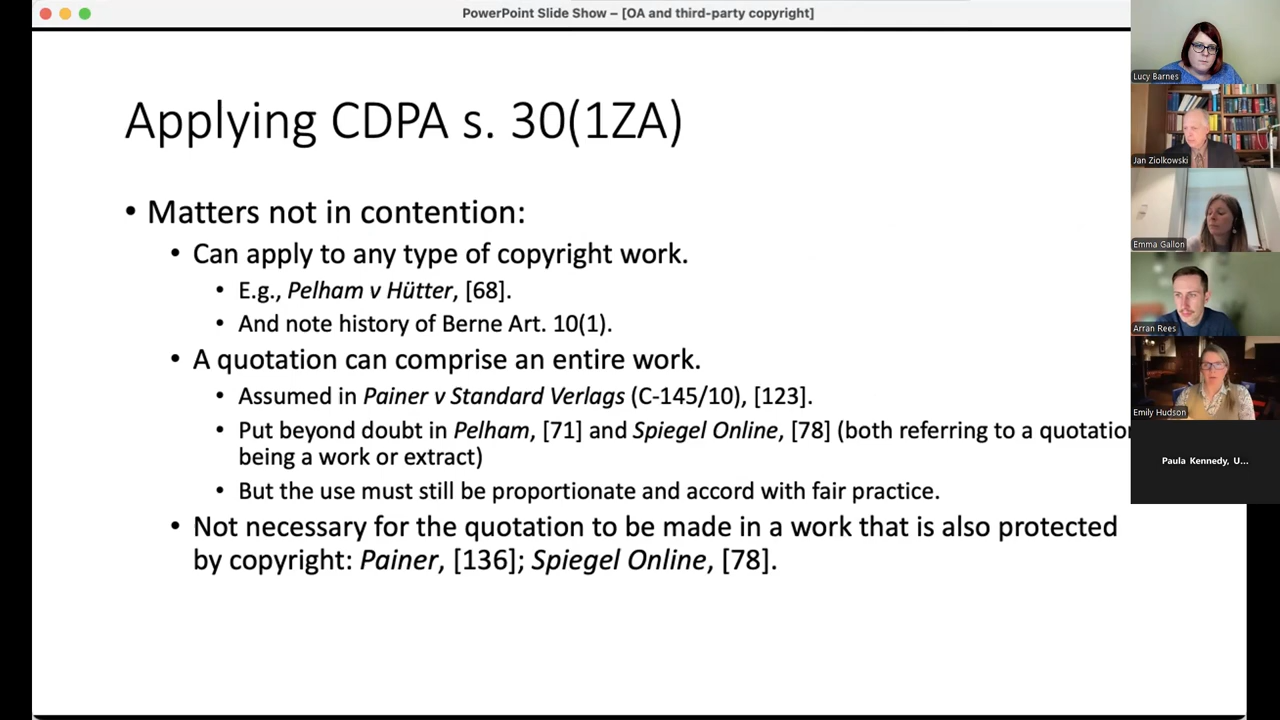 PowerPoint Slide Show – [OA and third-party copyright]
Applying CDPA s. 30(1ZA)
• Matters not in contention:
• Can apply to any type of copyright work.
• E.g., Pelham v Hütter, [68].
• And note history of Berne Art. 10(1).
• A quotation can comprise an entire work.
• Assumed in Painer v Standard Verlags (C-145/10), [123].
• Put beyond doubt in Pelham, [71] and Spiegel Online, [78] (both referring to a quotation
being a work or extract)
• But the use must still be proportionate and accord with fair practice.
• Not necessary for the quotation to be made in a work that is also protected
by copyright: Painer, [136]; Spiegel Online, [78].
Lucy Barnes
Jan Ziolkowski
Emma Gallon
Arran Rees
Emily Hudson
Paula Kennedy, U...